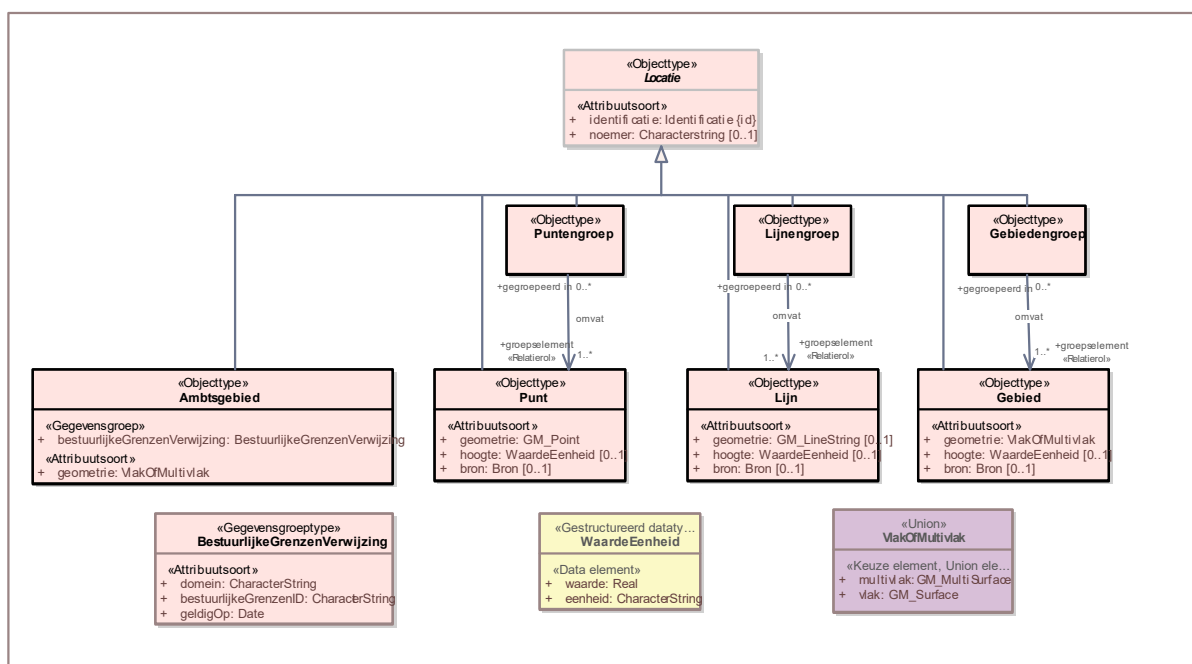 «Objecttype»
Locatie
«Attribuutsoort»
+ identificatie: Identificatie {id}
+ noemer: Characterstring [0..1]
«Objecttype»
Puntengroep
«Objecttype»
Lijnengroep
«Objecttype»
Gebiedengroep
+gegroepeerd in 0..*
omvat
+groepselement
«Relatierol»
1..*
+gegroepeerd in 0..*
omvat
+groepselement
1..*
«Relatierol»
+gegroepeerd in 0..*
omvat
+groepselement
1..*
«Relatierol»
«Objecttype»
Ambtsgebied
«Gegevensgroep»
+ bestuurlijkeGrenzenVerwijzing: BestuurlijkeGrenzenVerwijzing
«Attribuutsoort»
+ geometrie: VlakOfMultivlak
«Objecttype»
Punt
«Attribuutsoort»
+ geometrie: GM_Point
+ hoogte: WaardeEenheid [0..1]
+ bron: Bron [0..1]
«Objecttype»
Lijn
«Attribuutsoort»
+ geometrie: GM_LineString [0..1]
+ hoogte: WaardeEenheid [0..1]
+ bron: Bron [0..1]
«Objecttype»
Gebied
«Attribuutsoort»
+ geometrie: VlakOfMultivlak
+ hoogte: WaardeEenheid [0..1]
+ bron: Bron [0..1]
«Gegevensgroeptype»
BestuurlijkeGrenzenVerwijzing
«Attribuutsoort»
+ domein: CharacterString
+ bestuurlijkeGrenzenID: CharacterString
+ geldigOp: Date
«Gestructureerd dataty...
WaardeEenheid
«Data element»
+ waarde: Real
+ eenheid: CharacterString
«Union»
VlakOfMultivlak
«Keuze element, Union ele...
+ multivlak: GM_MultiSurface
+ vlak: GM_Surface